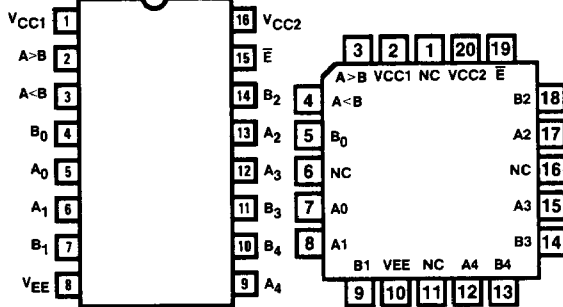 VCC1 1 16 VCC2
A>B 2 15 E̅
A<B 3 14 B2
B0 4 13 A2
A0 5 12 A3
A1 6 11 B3
B1 7 10 B4
VEE 8 9 A4
3 2 1 20 19
A>B VCC1 NC VCC2 E̅
4 A<B B2 18
5 B0 A2 17
6 NC NC 16
7 A0 A3 15
8 A1 B3 14
B1 VEE NC A4 B4
9 10 11 12 13